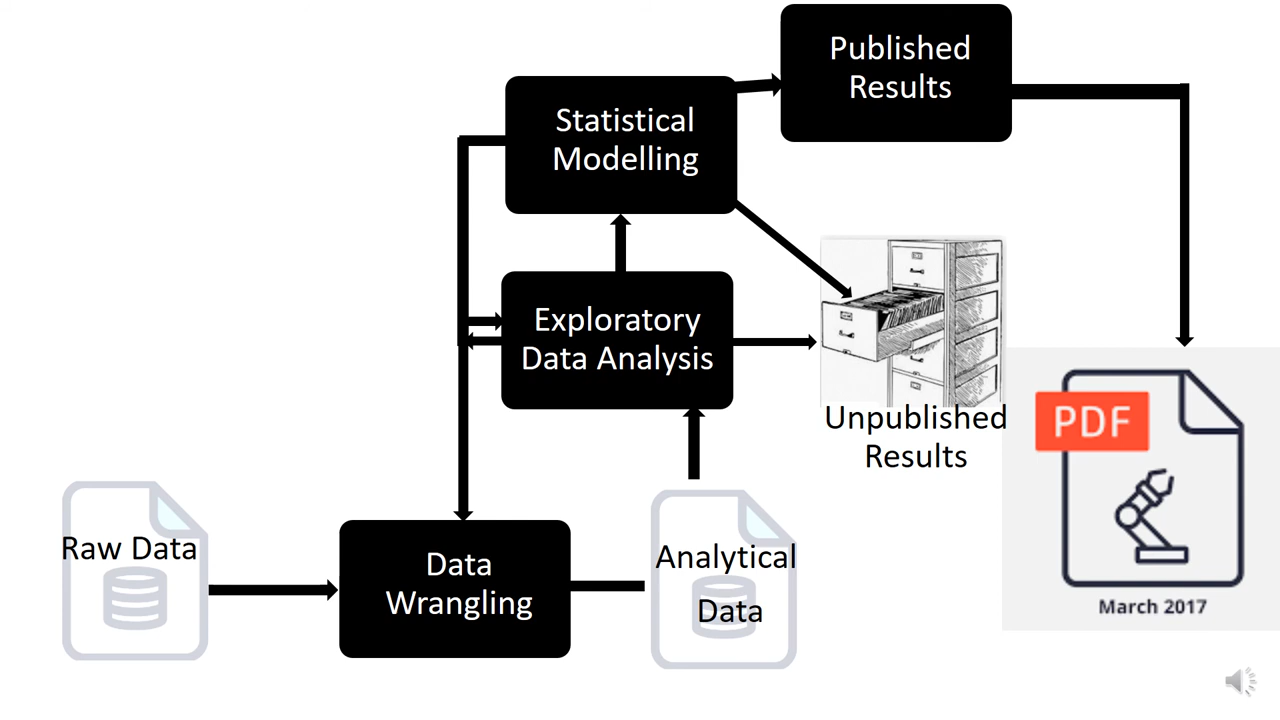 Published
Results
Statistical
Modelling
Exploratory
Data Analysis
Unpublished
Results
PDF
March 2017
Raw Data
Data
Wrangling
Analytical
Data